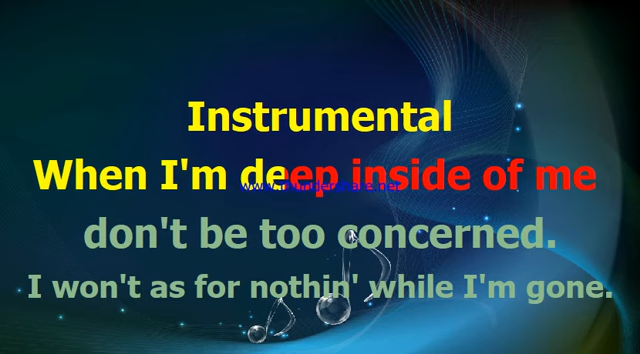 Instrumental
When I'm deep inside of me
don't be too concerned.
I won't as for nothin' while I'm gone.